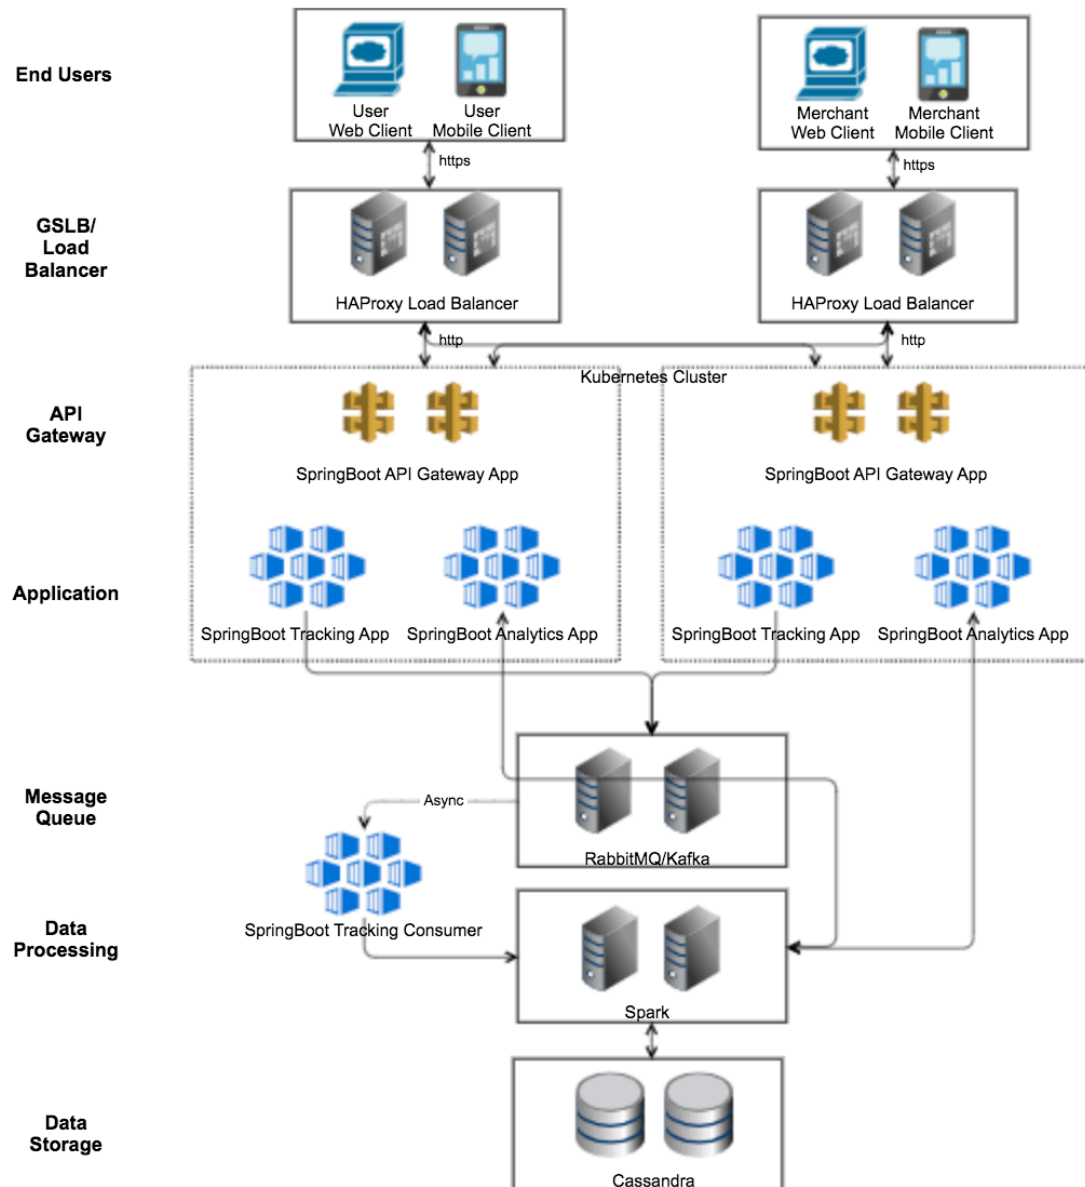 End Users
User
Web Client
User
Mobile Client
Merchant
Web Client
Merchant
Mobile Client
https
https
GSLB/
Load
Balancer
HAProxy Load Balancer
HAProxy Load Balancer
http
http
Kubernetes Cluster
API
Gateway
SpringBoot API Gateway App
SpringBoot API Gateway App
Application
SpringBoot Tracking App
SpringBoot Analytics App
SpringBoot Tracking App
SpringBoot Analytics App
Message
Queue
Async
RabbitMQ/Kafka
SpringBoot Tracking Consumer
Data
Processing
Spark
Data
Storage
Cassandra